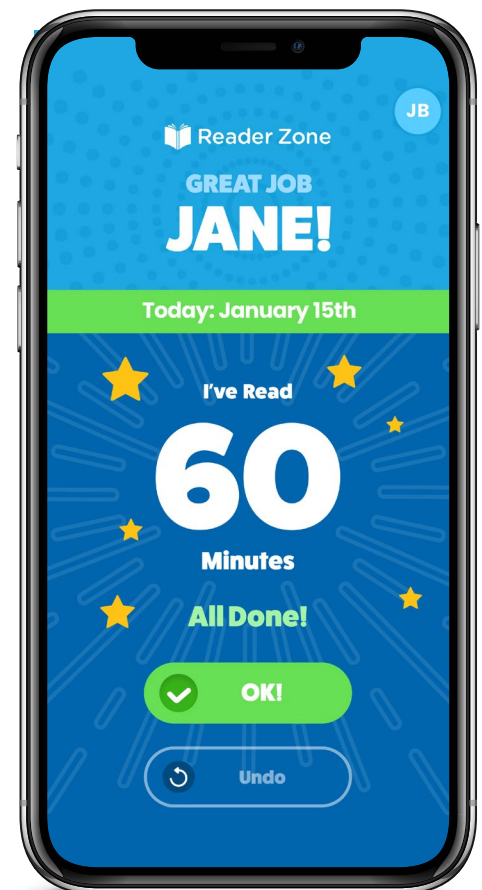 JB
Reader Zone
GREAT JOB
JANE!
Today: January 15th
I've Read
60
Minutes
All Done!
OK!
Undo